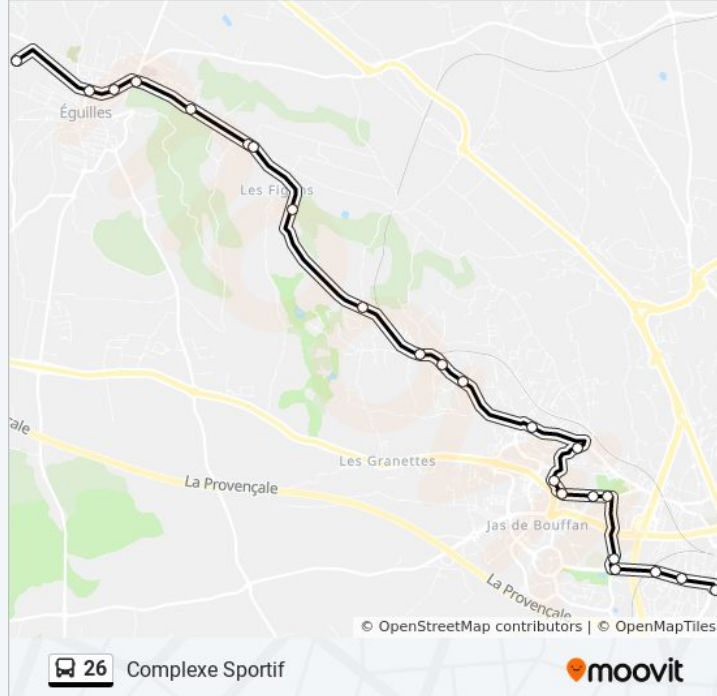 Éguilles
Les Figons
Les Granettes
cale
La Provençale
Jas de Bouffan
La Provençale
© OpenStreetMap contributors | © OpenMapTiles
26 Complexe Sportif
moovit